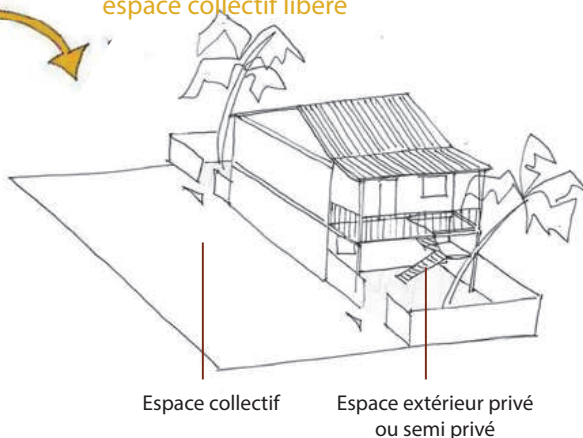 espace collectif libéré
Espace collectif
Espace extérieur privé
ou semi privé